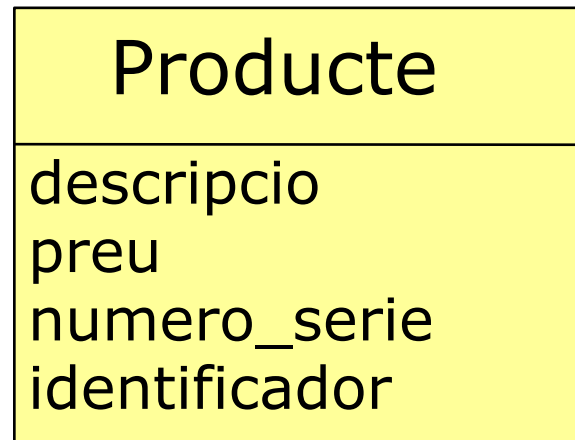 Producte
descripcio
preu
numero_serie
identificador